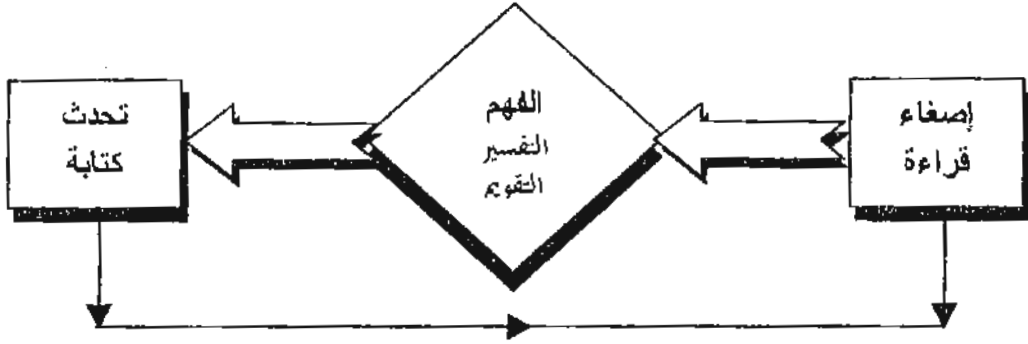 إصغاء
قراءة
الفهم
التفسير
التقويم
تحدث
كتابة